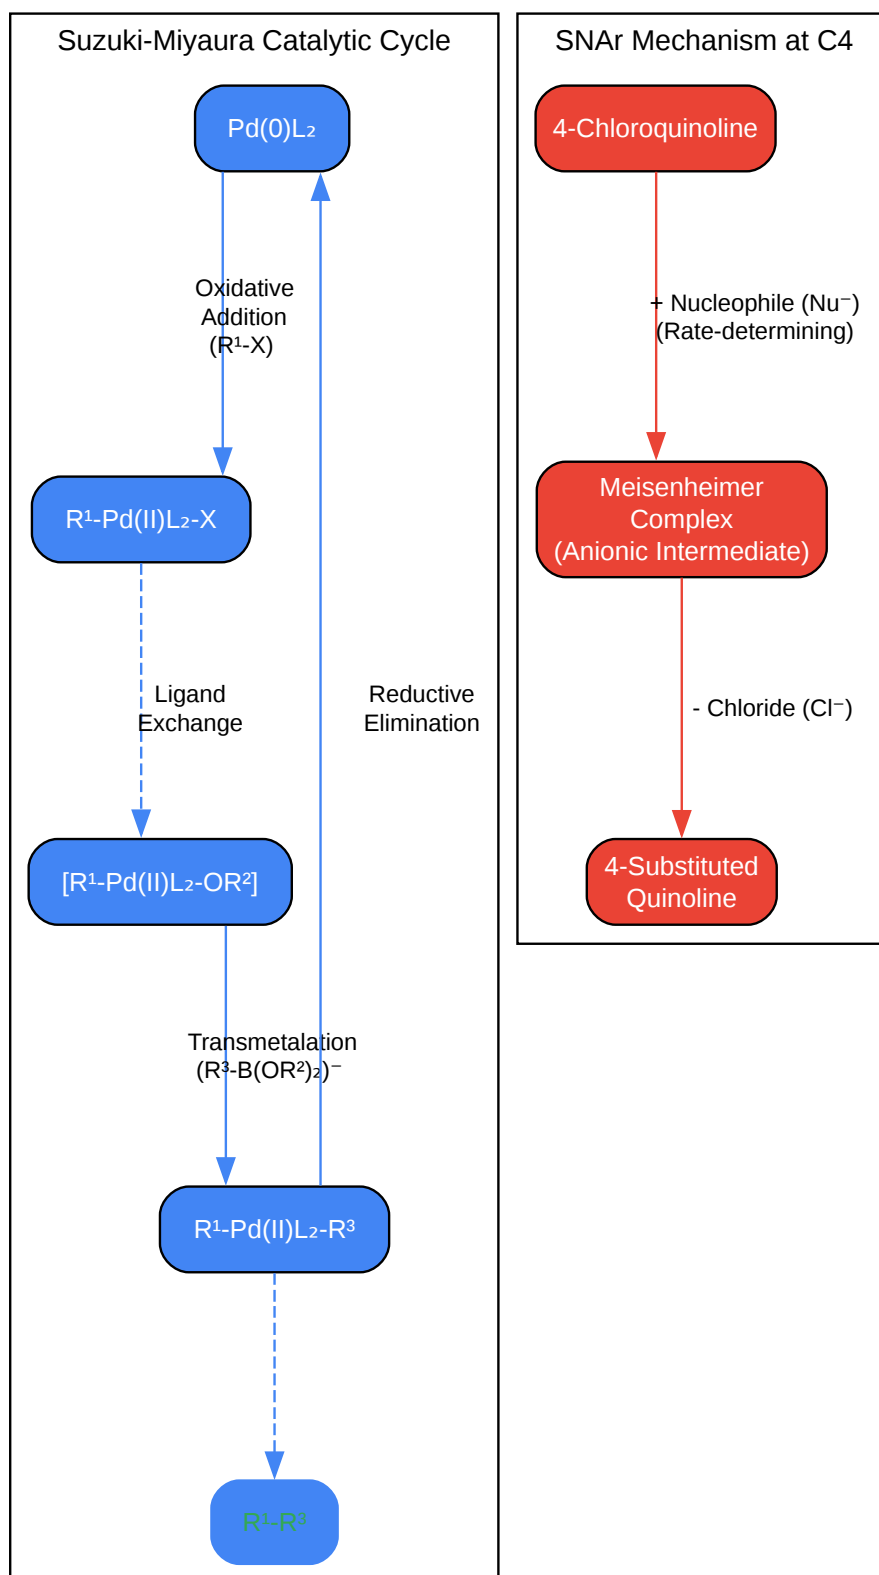 Suzuki-Miyaura Catalytic Cycle
Pd(0)L₂
Oxidative
Addition
(R¹-X)
R¹-Pd(II)L₂-X
Ligand
Exchange
Reductive
Elimination
[R¹-Pd(II)L₂-OR²]
Transmetalation
(R³-B(OR²)₂)⁻
R¹-Pd(II)L₂-R³
R¹-R³
SNAr Mechanism at C4
4-Chloroquinoline
+ Nucleophile (Nu⁻)
(Rate-determining)
Meisenheimer
Complex
(Anionic Intermediate)
- Chloride (Cl⁻)
4-Substituted
Quinoline